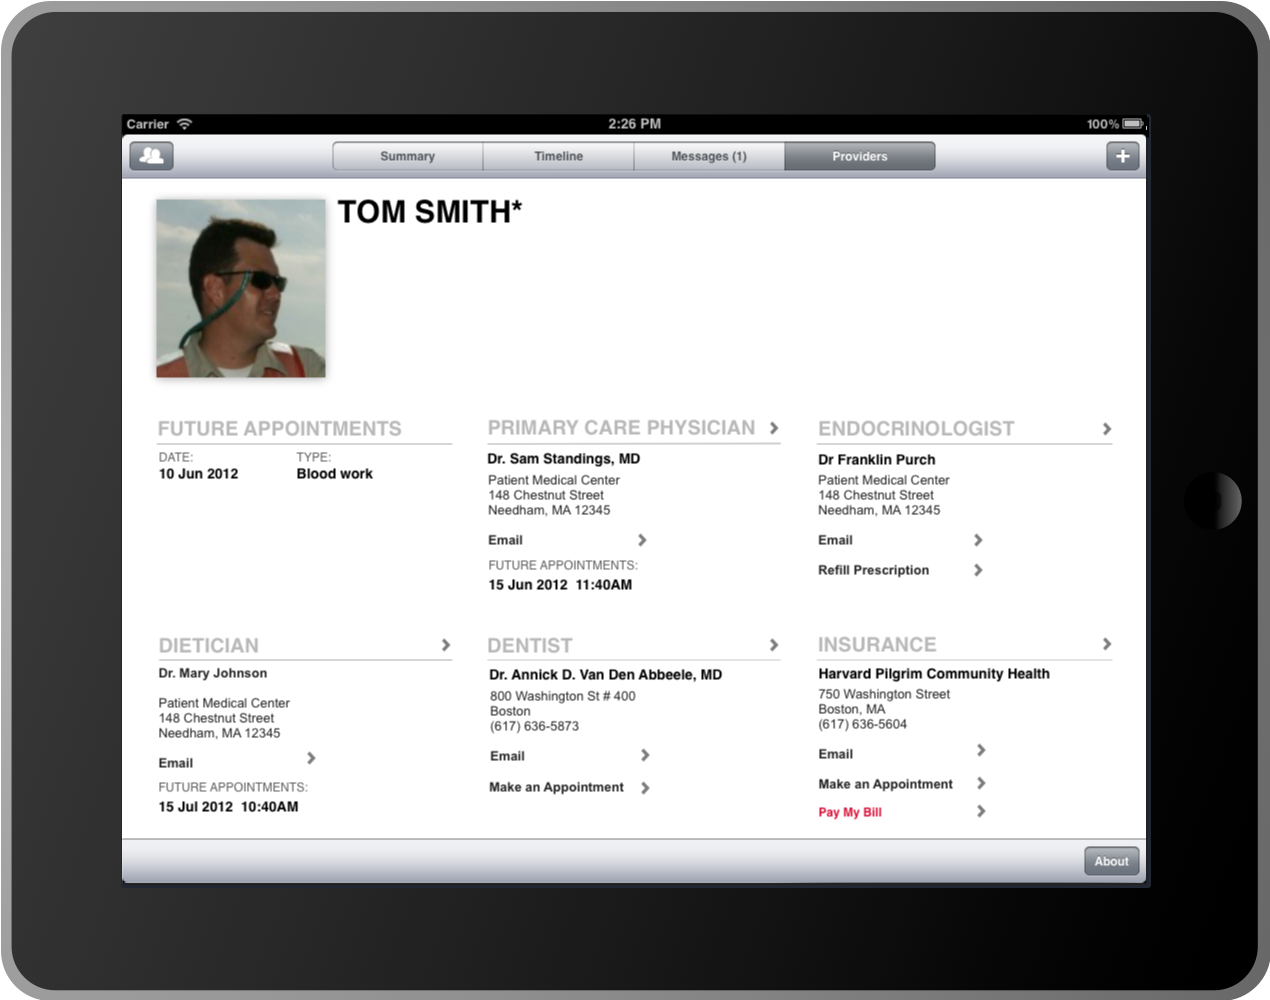 Carrier
2:26 PM
100%
Summary
Timeline
Messages (1)
Providers
+
TOM SMITH*
FUTURE APPOINTMENTS
DATE: TYPE:
10 Jun 2012 Blood work
PRIMARY CARE PHYSICIAN
Dr. Sam Standings, MD
Patient Medical Center
148 Chestnut Street
Needham, MA 12345
Email
FUTURE APPOINTMENTS:
15 Jun 2012 11:40AM
ENDOCRINOLOGIST
Dr Franklin Purch
Patient Medical Center
148 Chestnut Street
Needham, MA 12345
Email
Refill Prescription
DIETICIAN
Dr. Mary Johnson
Patient Medical Center
148 Chestnut Street
Needham, MA 12345
Email
FUTURE APPOINTMENTS:
15 Jul 2012 10:40AM
DENTIST
Dr. Annick D. Van Den Abbeele, MD
800 Washington St # 400
Boston
(617) 636-5873
Email
Make an Appointment
INSURANCE
Harvard Pilgrim Community Health
750 Washington Street
Boston, MA
(617) 636-5604
Email
Make an Appointment
Pay My Bill
About